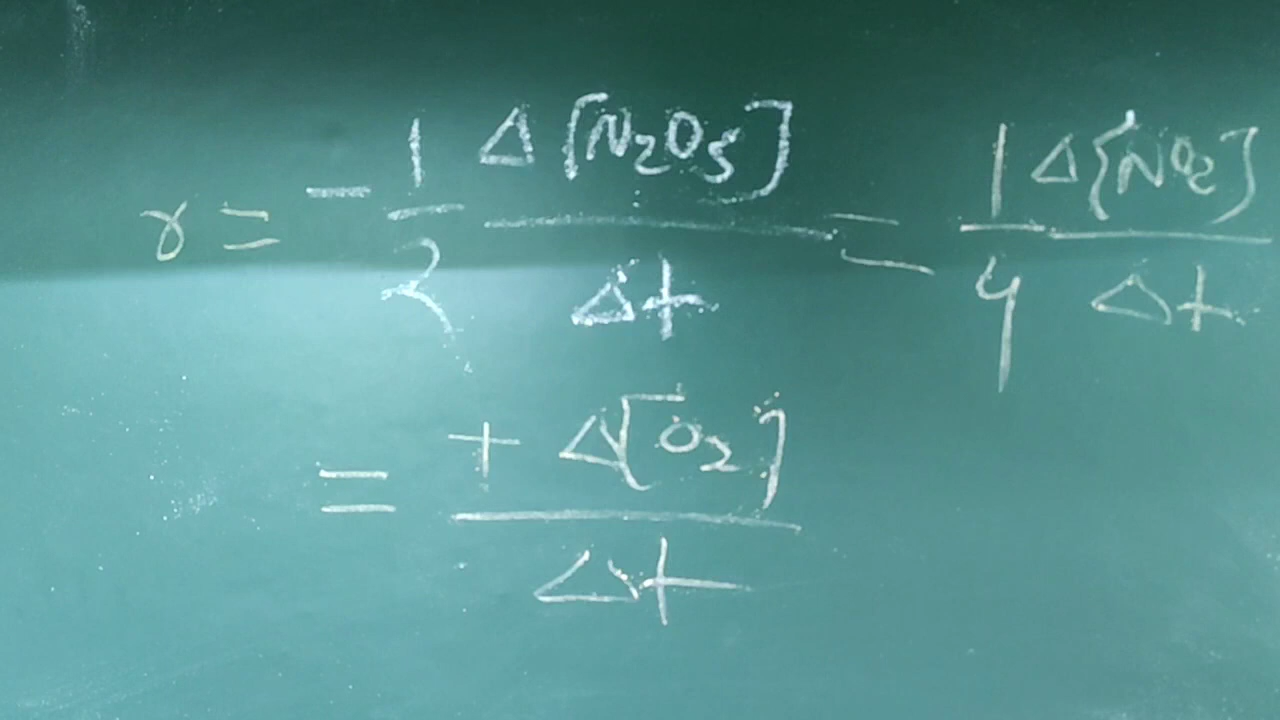 r = - 1/2 Δ[N₂O₅]/Δt = 1/4 Δ[NO₂]/Δt
= + Δ[O₂]/Δt